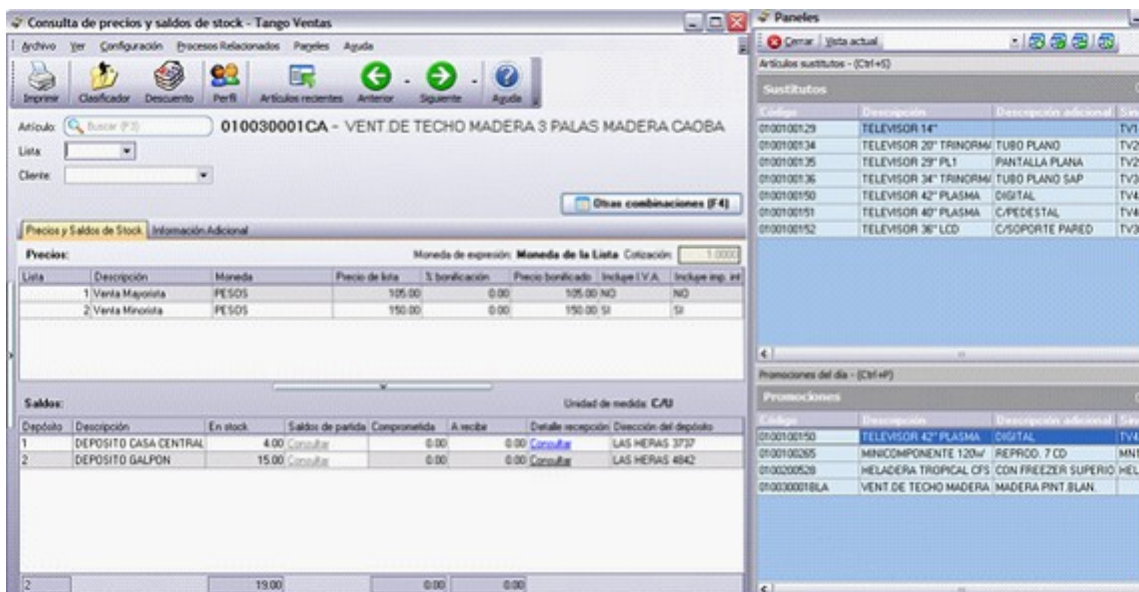 Consulta de precios y saldos de stock - Tango Ventas
Archivo Ver Configuración Procesos Relacionados Paneles Ayuda
Imprimir Clasificador Descuento Perfil Artículos recientes Anterior Siguiente Ayuda
Artículo: Buscar (F3) 010030001CA - VENT.DE TECHO MADERA 3 PALAS MADERA CAOBA
Lista:
Cliente:
Otras combinaciones (F4)
Precios y Saldos de Stock Información Adicional
Precios: Moneda de expresión: Moneda de la Lista Cotización: 1.0000
Lista Descripción Moneda Precio de lista % bonificación Precio bonificado Incluye I.V.A. Incluye imp. int
1 Venta Mayorista PESOS 105.00 0.00 105.00 NO NO
2 Venta Minorista PESOS 150.00 0.00 150.00 SI SI
Saldos: Unidad de medida: C/U
Depósito Descripción En stock Saldos de partida Comprometida A recibir Detalle recepción Dirección del depósito
1 DEPOSITO CASA CENTRAL 4.00 Consultar 0.00 0.00 Consultar LAS HERAS 3737
2 DEPOSITO GALPON 15.00 Consultar 0.00 0.00 Consultar LAS HERAS 4842
2 19.00 0.00 0.00
Paneles
Cerrar Vista actual
Artículos sustitutos - (Ctrl+S)
Sustitutos
Código Descripción Descripción adicional
0100100129 TELEVISOR 14" TV1
0100100134 TELEVISOR 20" TRINORMA TUBO PLANO TV2
0100100135 TELEVISOR 29" PL1 PANTALLA PLANA TV2
0100100136 TELEVISOR 34" TRINORMA TUBO PLANO SAP TV3
0100100150 TELEVISOR 42" PLASMA DIGITAL TV4
0100100151 TELEVISOR 40" PLASMA C/PEDESTAL TV4
0100100152 TELEVISOR 36" LCD C/SOPORTE PARED TV3
Promociones del día - (Ctrl+P)
Promociones
Código Descripción Descripción adicional
0100100150 TELEVISOR 42" PLASMA DIGITAL TV4
0100100265 MINICOMPONENTE 120w REPROD. 7 CD MN1
0100200528 HELADERA TROPICAL CFS CON FREEZER SUPERIO HEL
010030001BLA VENT.DE TECHO MADERA MADERA PINT.BLAN.